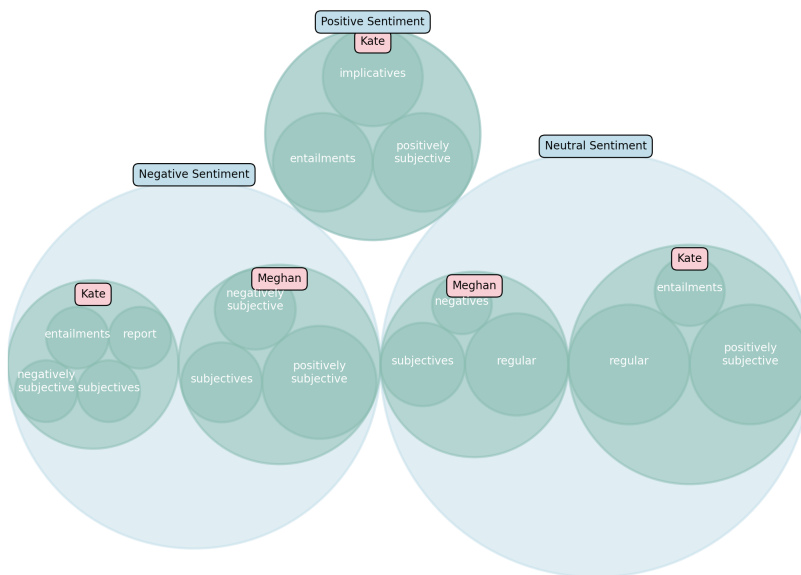 Positive Sentiment
Kate
implicatives
entailments
positively
subjective
Negative Sentiment
Kate
entailments
report
negatively
subjective
subjectives
Meghan
negatively
subjective
subjectives
positively
subjective
Neutral Sentiment
Meghan
negatives
subjectives
regular
Kate
entailments
regular
positively
subjective